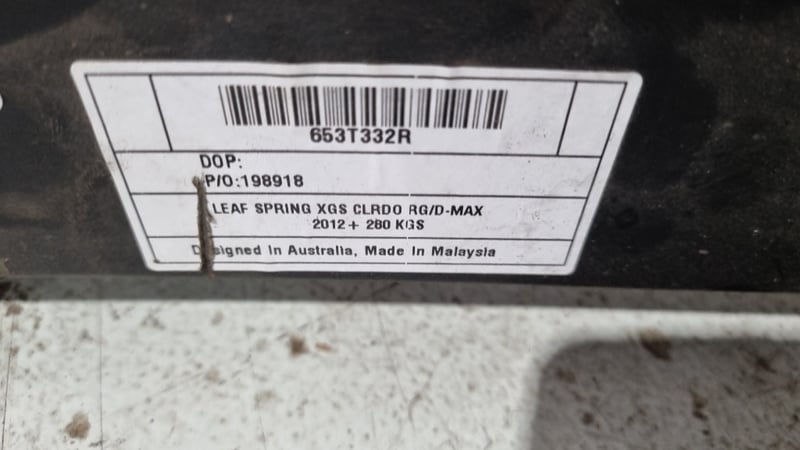 653T332R
DOP:
P/O:198918
LEAF SPRING XGS CLRDO RG/D-MAX
2012+ 280 KGS
Designed In Australia, Made In Malaysia